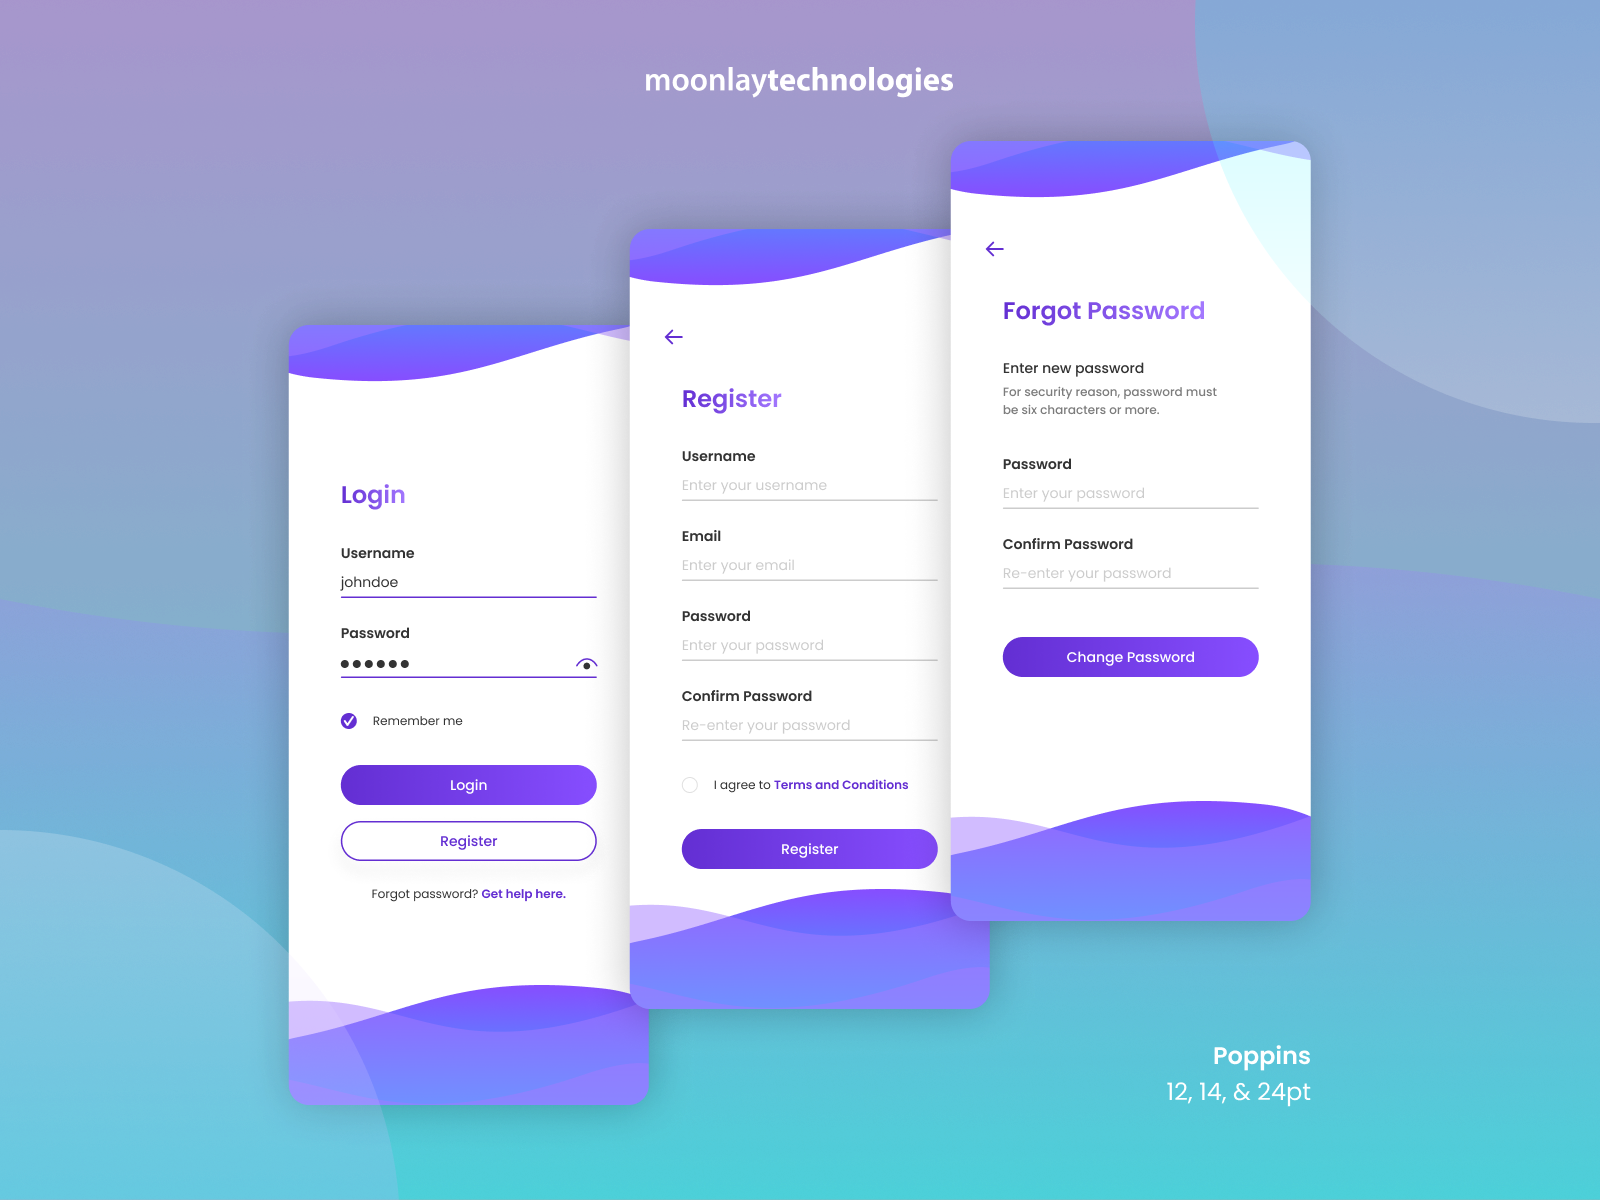 moonlaytechnologies
Login
Username
johndoe
Password
Remember me
Login
Register
Forgot password? Get help here.
Register
Username
Enter your username
Email
Enter your email
Password
Enter your password
Confirm Password
Re-enter your password
I agree to Terms and Conditions
Register
Forgot Password
Enter new password
For security reason, password must
be six characters or more.
Password
Enter your password
Confirm Password
Re-enter your password
Change Password
Poppins
12, 14, & 24pt